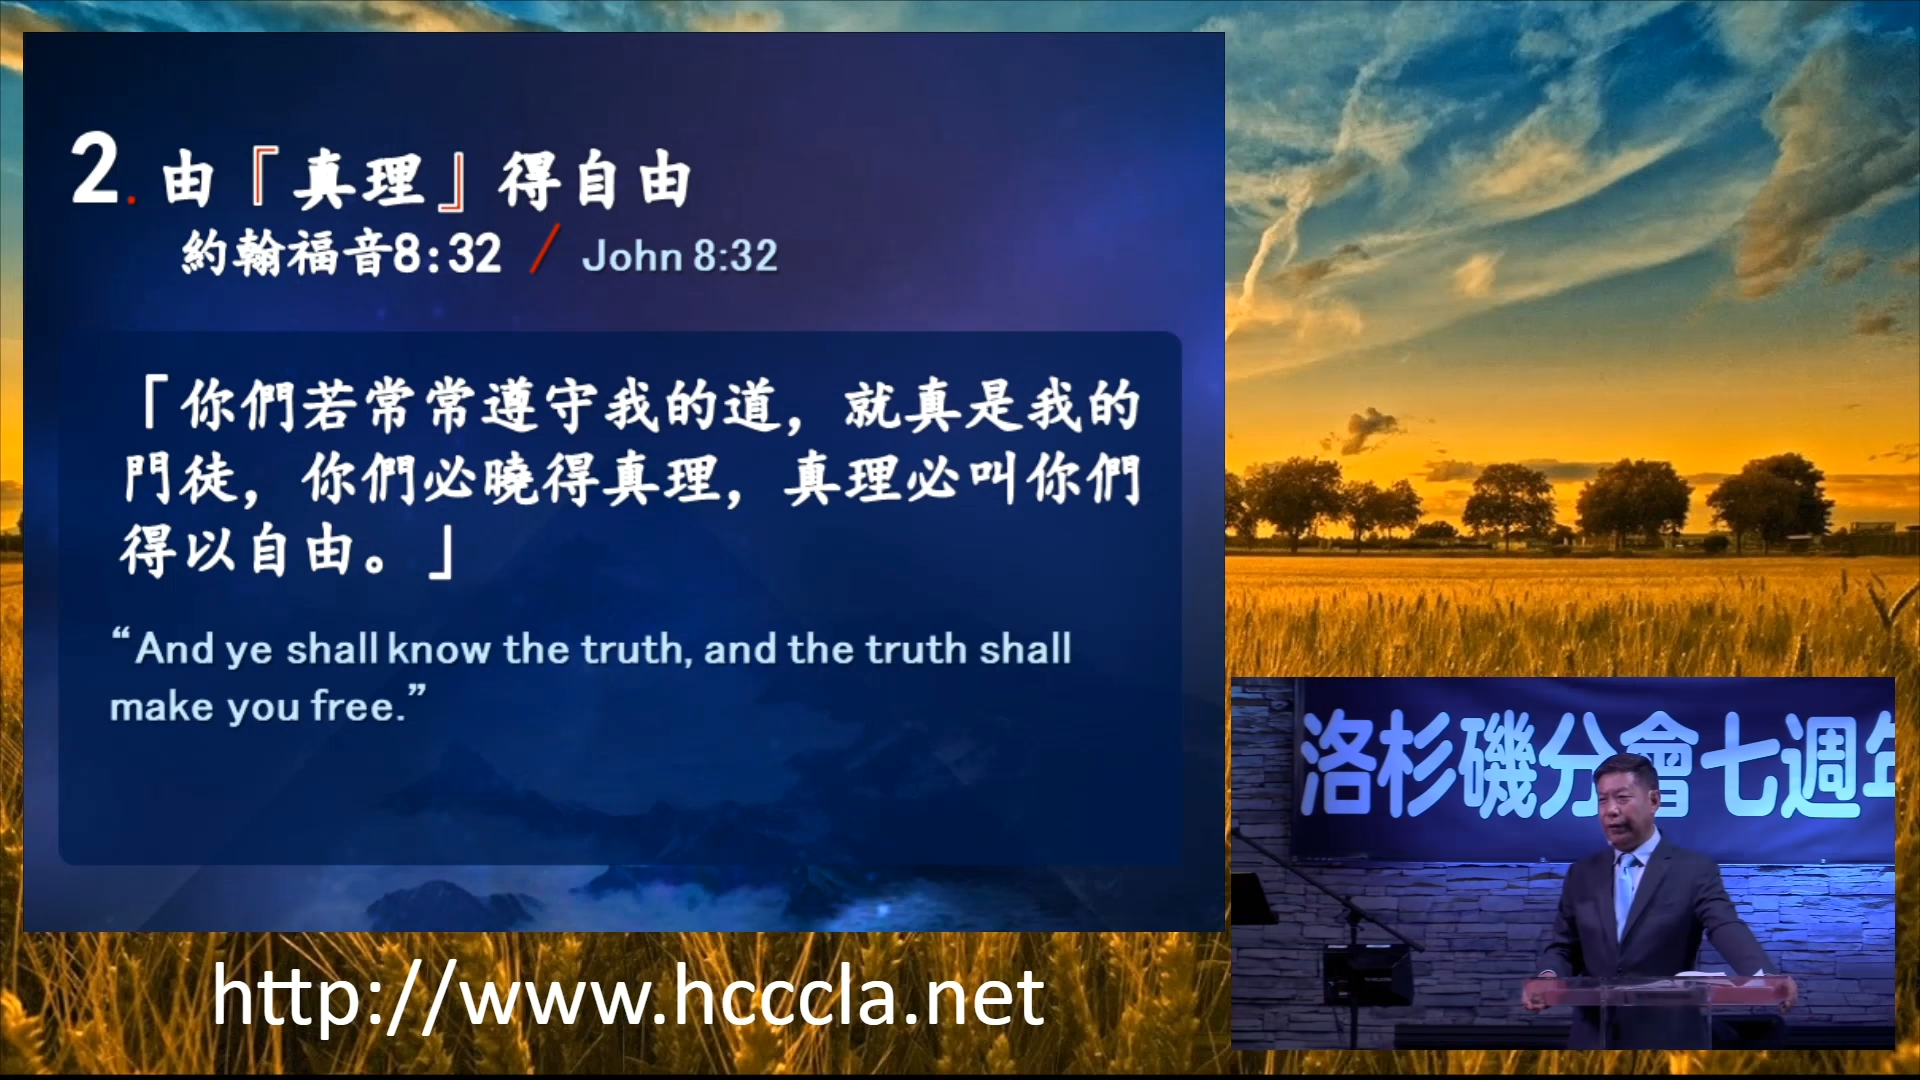 2. 由『真理』得自由
約翰福音8:32 / John 8:32
「你們若常常遵守我的道，就真是我的
門徒，你們必曉得真理，真理必叫你們
得以自由。」
“And ye shall know the truth, and the truth shall
make you free.”
洛杉磯分會七週年
http://www.hcccla.net